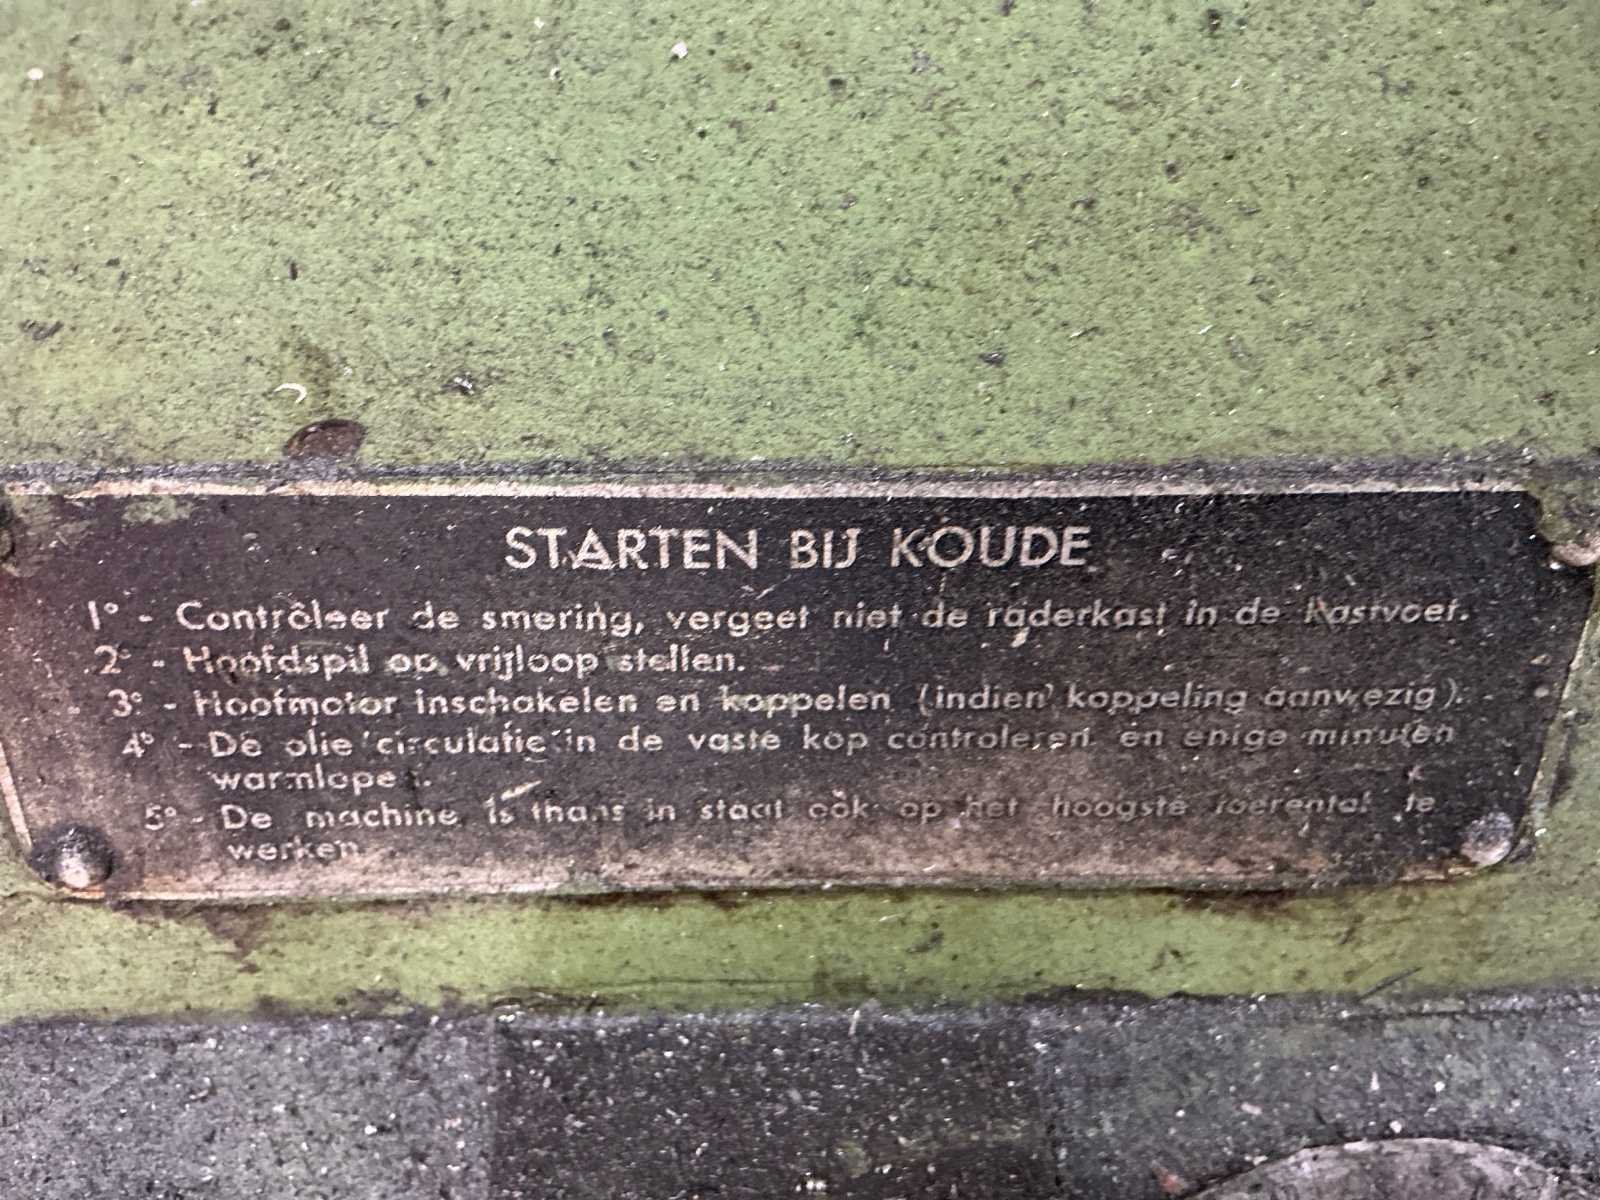 STARTEN BIJ KOUDE
1° - Contrôleer de smering, vergeet niet de raderkast in de kastvoet.
2° - Hoofdspil op vrijloop stellen.
3° - Hoofmotor inschakelen en koppelen (indien koppeling aanwezig).
4° - De olie circulatie in de vaste kop controleren en enige minuten
warmlopen.
5° - De machine is thans in staat ook op het hoogste toerental te
werken